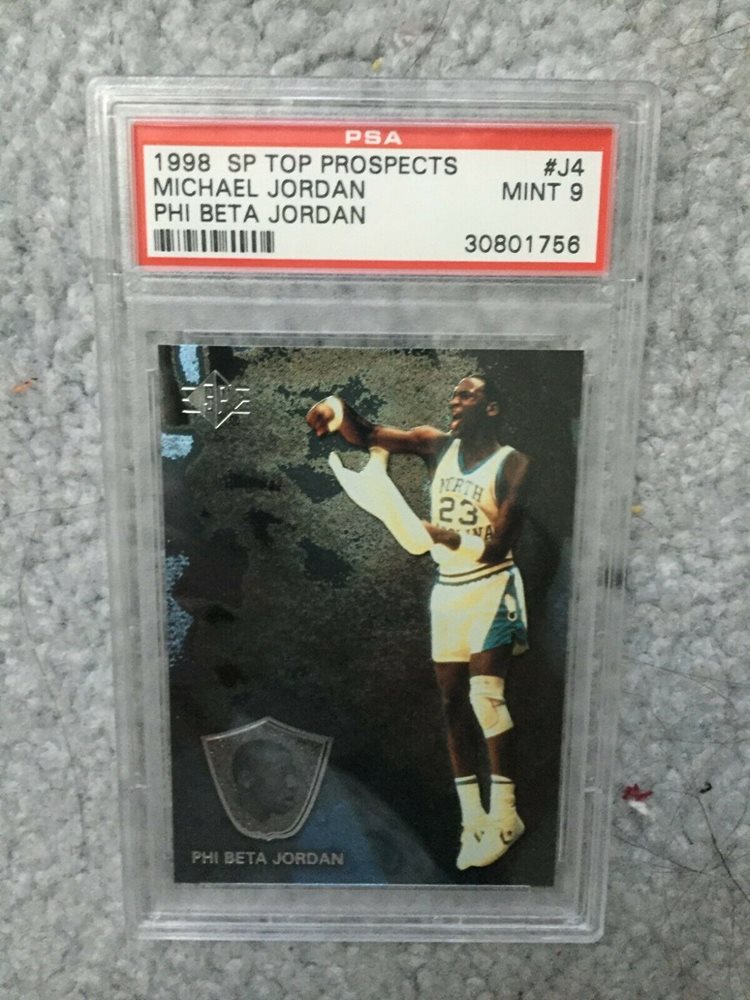 PSA
1998 SP TOP PROSPECTS #J4
MICHAEL JORDAN MINT 9
PHI BETA JORDAN
30801756
SP
NORTH
23
PHI BETA JORDAN